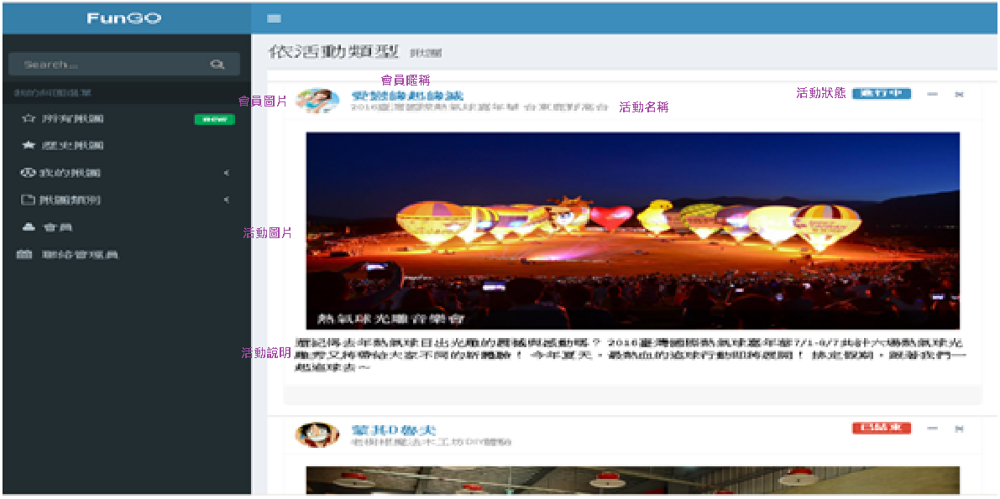 FunGO
Search...
依活動類型 揪團
所有揪團 new
歷史揪團
我的揪團
揪團類別
會員
聯絡管理員
會員暱稱
會員圖片
愛戀緣起緣滅
2016臺灣國際熱氣球嘉年華 台東鹿野高台
活動名稱
活動狀態
進行中
活動圖片
熱氣球光雕音樂會
活動說明
還記得去年熱氣球日出光雕的震撼與感動嗎? 2016臺灣國際熱氣球嘉年華7/1-8/7共計六場熱氣球光
雕秀又將帶給大家不同的新體驗! 今年夏天,最熱血的追球行動即將展開! 排定假期,跟著我們一
起追球去~
蒙其D魯夫
老樹根魔法木工坊DIY體驗
已結束